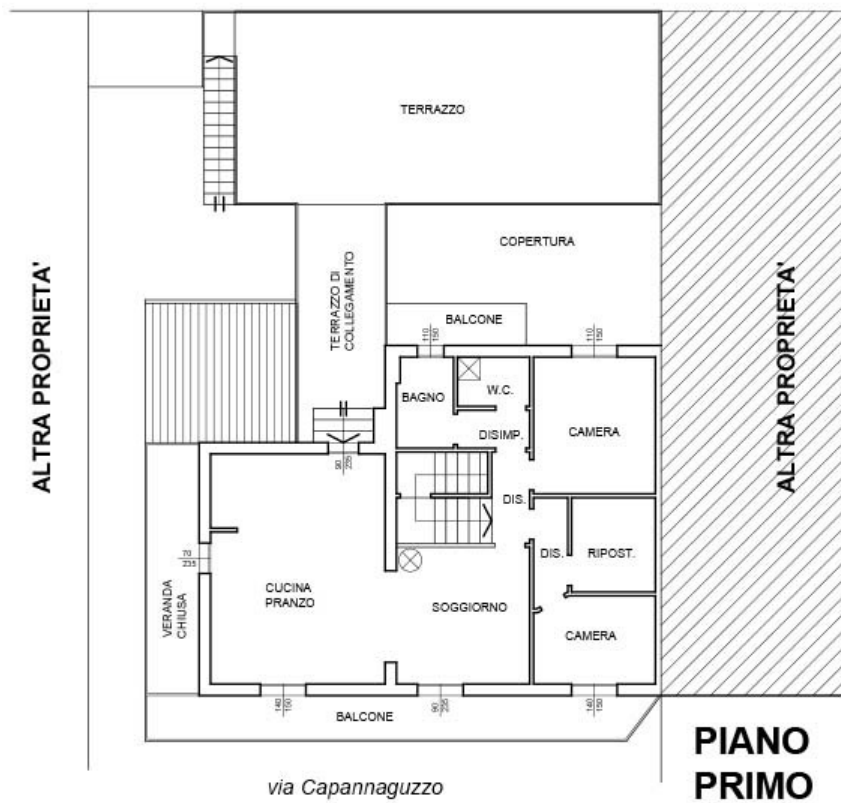 TERRAZZO
COPERTURA
ALTRA PROPRIETA'
TERRAZZO DI
COLLEGAMENTO
ALTRA PROPRIETA'
BALCONE
110
150
110
150
W.C.
BAGNO
DISIMP.
CAMERA
90
235
DIS.
70
235
DIS.
RIPOST.
VERANDA
CHIUSA
CUCINA
PRANZO
SOGGIORNO
CAMERA
140
150
90
235
140
150
BALCONE
PIANO
PRIMO
via Capannaguzzo